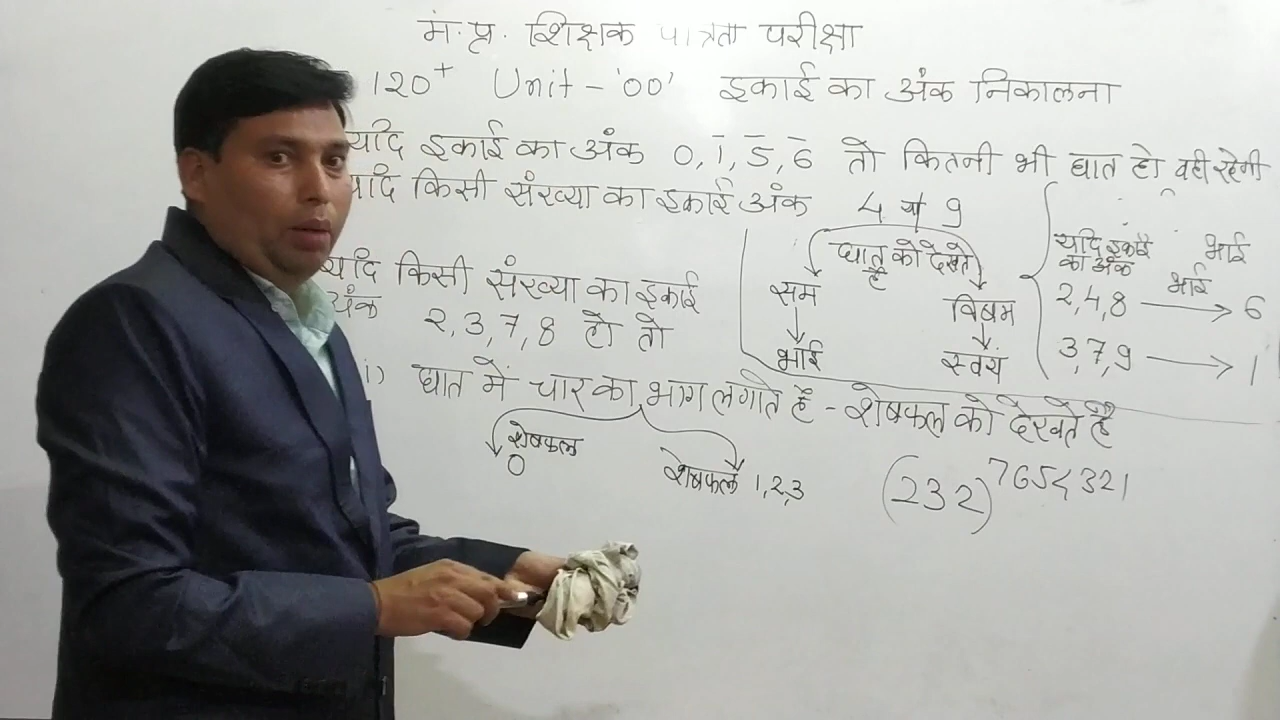 म.प्र. शिक्षक पात्रता परीक्षा
120+ Unit - '00' इकाई का अंक निकालना
यदि इकाई का अंक 0, 1, 5, 6 तो कितनी भी घात हो वही रहेगी
यदि किसी संख्या का इकाई अंक 4 या 9
घात को देखते
है
सम
भाई
विषम
स्वयं
यदि इकाई
का अंक
भाई
भाई
2,4,8 → 6
3,7,9 → 1
यदि किसी संख्या का इकाई
अंक 2,3,7,8 हो तो
i) घात में चार का भाग लगाते हैं - शेषफल को देखते हैं
शेषफल
0
शेषफल 1,2,3
(232)